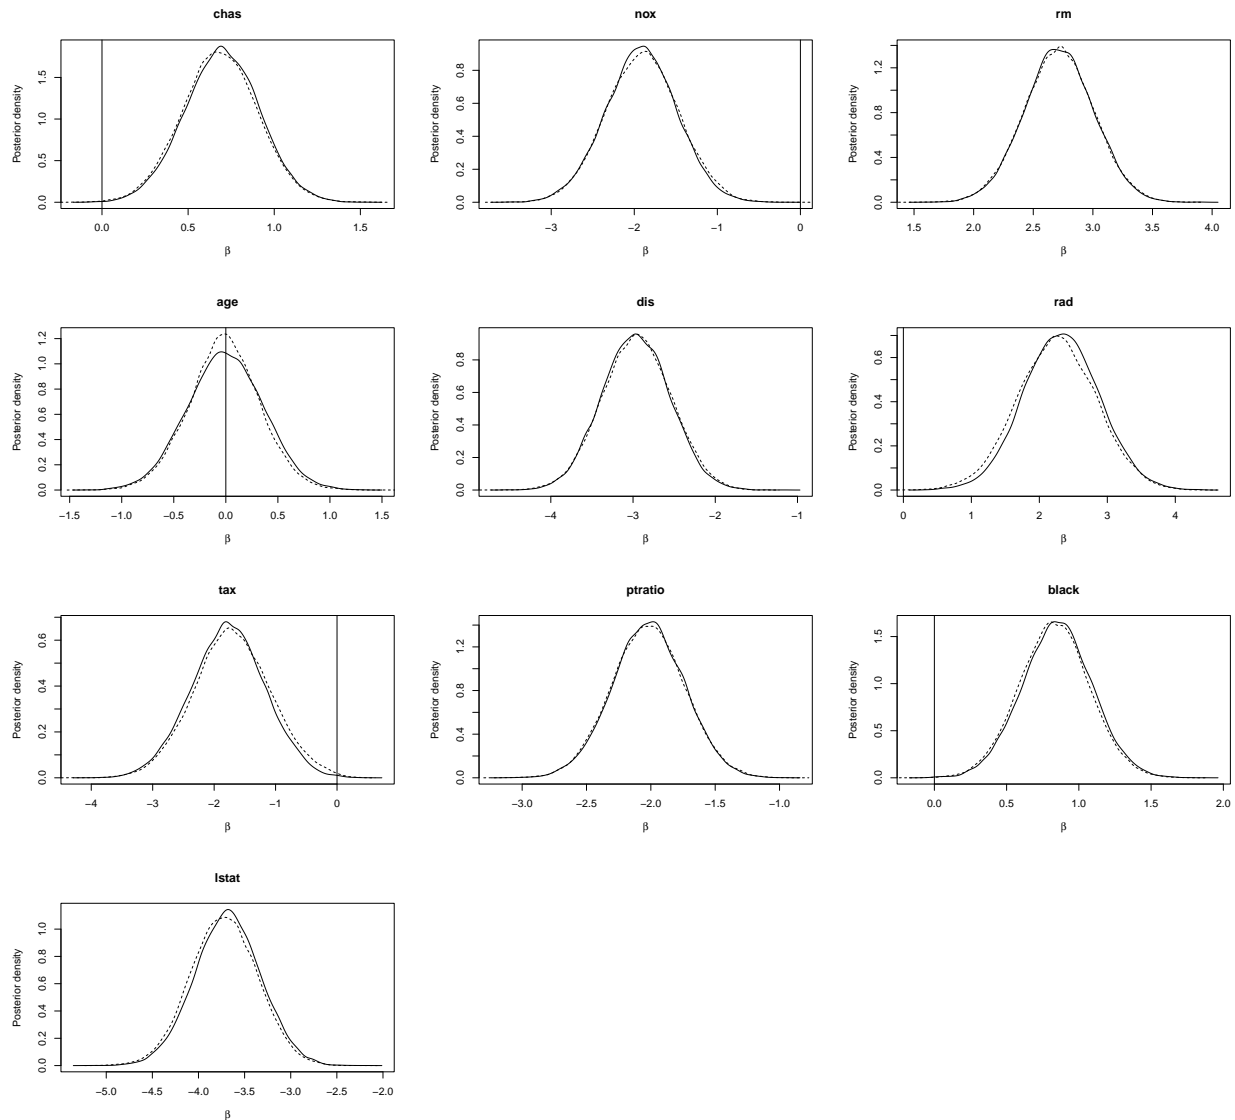 chas
Posterior density
0.0 0.5 1.0 1.5
0.0 0.5 1.0 1.5
β
nox
Posterior density
0.0 0.2 0.4 0.6 0.8
−3 −2 −1 0
β
rm
Posterior density
0.0 0.4 0.8 1.2
1.5 2.0 2.5 3.0 3.5 4.0
β
age
Posterior density
0.0 0.2 0.4 0.6 0.8 1.0 1.2
−1.5 −1.0 −0.5 0.0 0.5 1.0 1.5
β
dis
Posterior density
0.0 0.2 0.4 0.6 0.8
−4 −3 −2 −1
β
rad
Posterior density
0.0 0.2 0.4 0.6
0 1 2 3 4
β
tax
Posterior density
0.0 0.2 0.4 0.6
−4 −3 −2 −1 0
β
ptratio
Posterior density
0.0 0.4 0.8 1.2
−3.0 −2.5 −2.0 −1.5 −1.0
β
black
Posterior density
0.0 0.5 1.0 1.5
0.0 0.5 1.0 1.5 2.0
β
lstat
Posterior density
0.0 0.2 0.4 0.6 0.8 1.0
−5.0 −4.5 −4.0 −3.5 −3.0 −2.5 −2.0
β